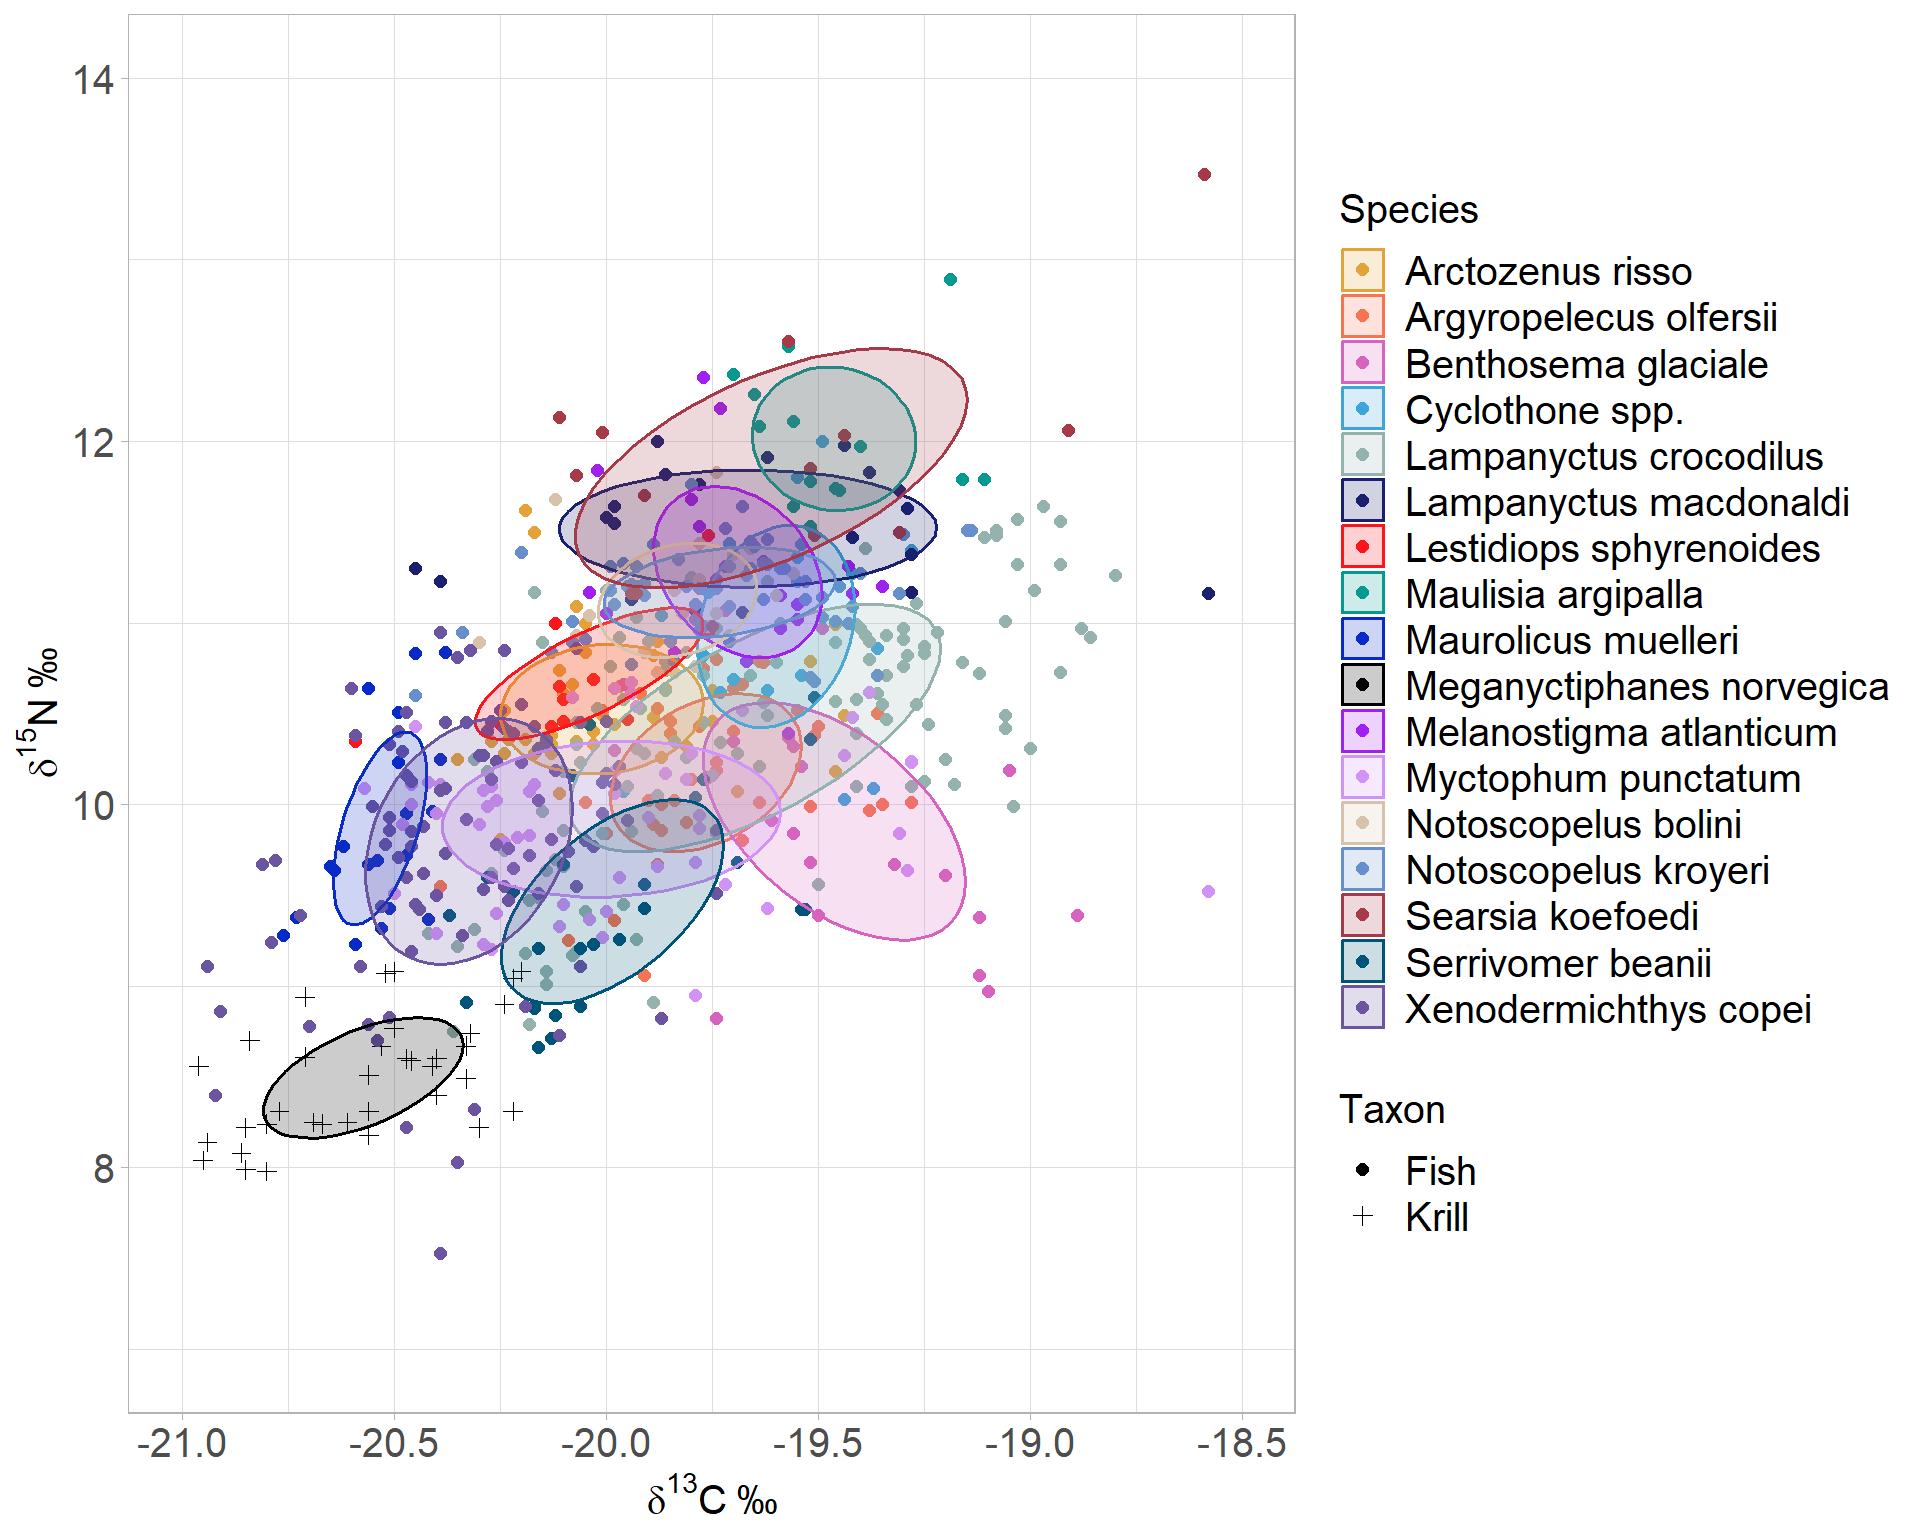 14
12
10
8
δ15N ‰
-21.0 -20.5 -20.0 -19.5 -19.0 -18.5
δ13C ‰
Species
Arctozenus risso
Argyropelecus olfersii
Benthosema glaciale
Cyclothone spp.
Lampanyctus crocodilus
Lampanyctus macdonaldi
Lestidiops sphyrenoides
Maulisia argipalla
Maurolicus muelleri
Meganyctiphanes norvegica
Melanostigma atlanticum
Myctophum punctatum
Notoscopelus bolini
Notoscopelus kroyeri
Searsia koefoedi
Serrivomer beanii
Xenodermichthys copei
Taxon
Fish
Krill